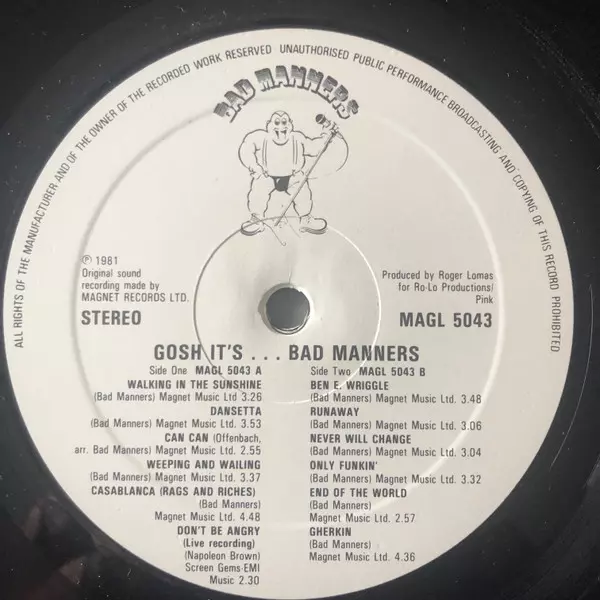 ALL RIGHTS OF THE MANUFACTURER AND OF THE OWNER OF THE RECORDED WORK RESERVED UNAUTHORISED PUBLIC PERFORMANCE BROADCASTING AND COPYING OF THIS RECORD PROHIBITED
BAD MANNERS
℗ 1981
Original sound
recording made by
MAGNET RECORDS LTD.
STEREO
Produced by Roger Lomas
for Ro-Lo Productions/
Pink
MAGL 5043
GOSH IT'S . . . BAD MANNERS
Side One MAGL 5043 A
WALKING IN THE SUNSHINE
(Bad Manners) Magnet Music Ltd 3.26
DANSETTA
(Bad Manners) Magnet Music Ltd. 3.53
CAN CAN (Offenbach,
arr. Bad Manners) Magnet Music Ltd. 2.55
WEEPING AND WAILING
(Bad Manners) Magnet Music Ltd. 3.37
CASABLANCA (RAGS AND RICHES)
(Bad Manners)
Magnet Music Ltd. 4.48
DON'T BE ANGRY
(Live recording)
(Napoleon Brown)
Screen Gems-EMI
Music 2.30
Side Two MAGL 5043 B
BEN E. WRIGGLE
(Bad Manners) Magnet Music Ltd. 3.48
RUNAWAY
(Bad Manners) Magnet Music Ltd. 3.06
NEVER WILL CHANGE
(Bad Manners) Magnet Music Ltd. 3.04
ONLY FUNKIN'
(Bad Manners) Magnet Music Ltd. 3.32
END OF THE WORLD
(Bad Manners)
Magnet Music Ltd. 2.57
GHERKIN
(Bad Manners)
Magnet Music Ltd. 4.36